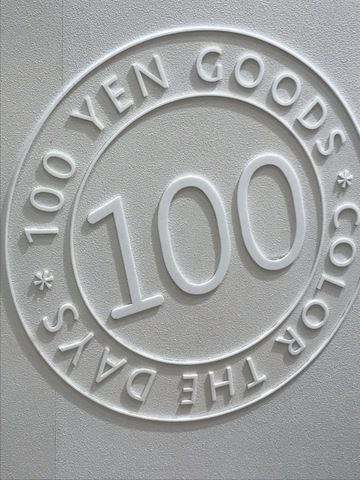 100 YEN GOODS
* COLOR THE DAYS *
100